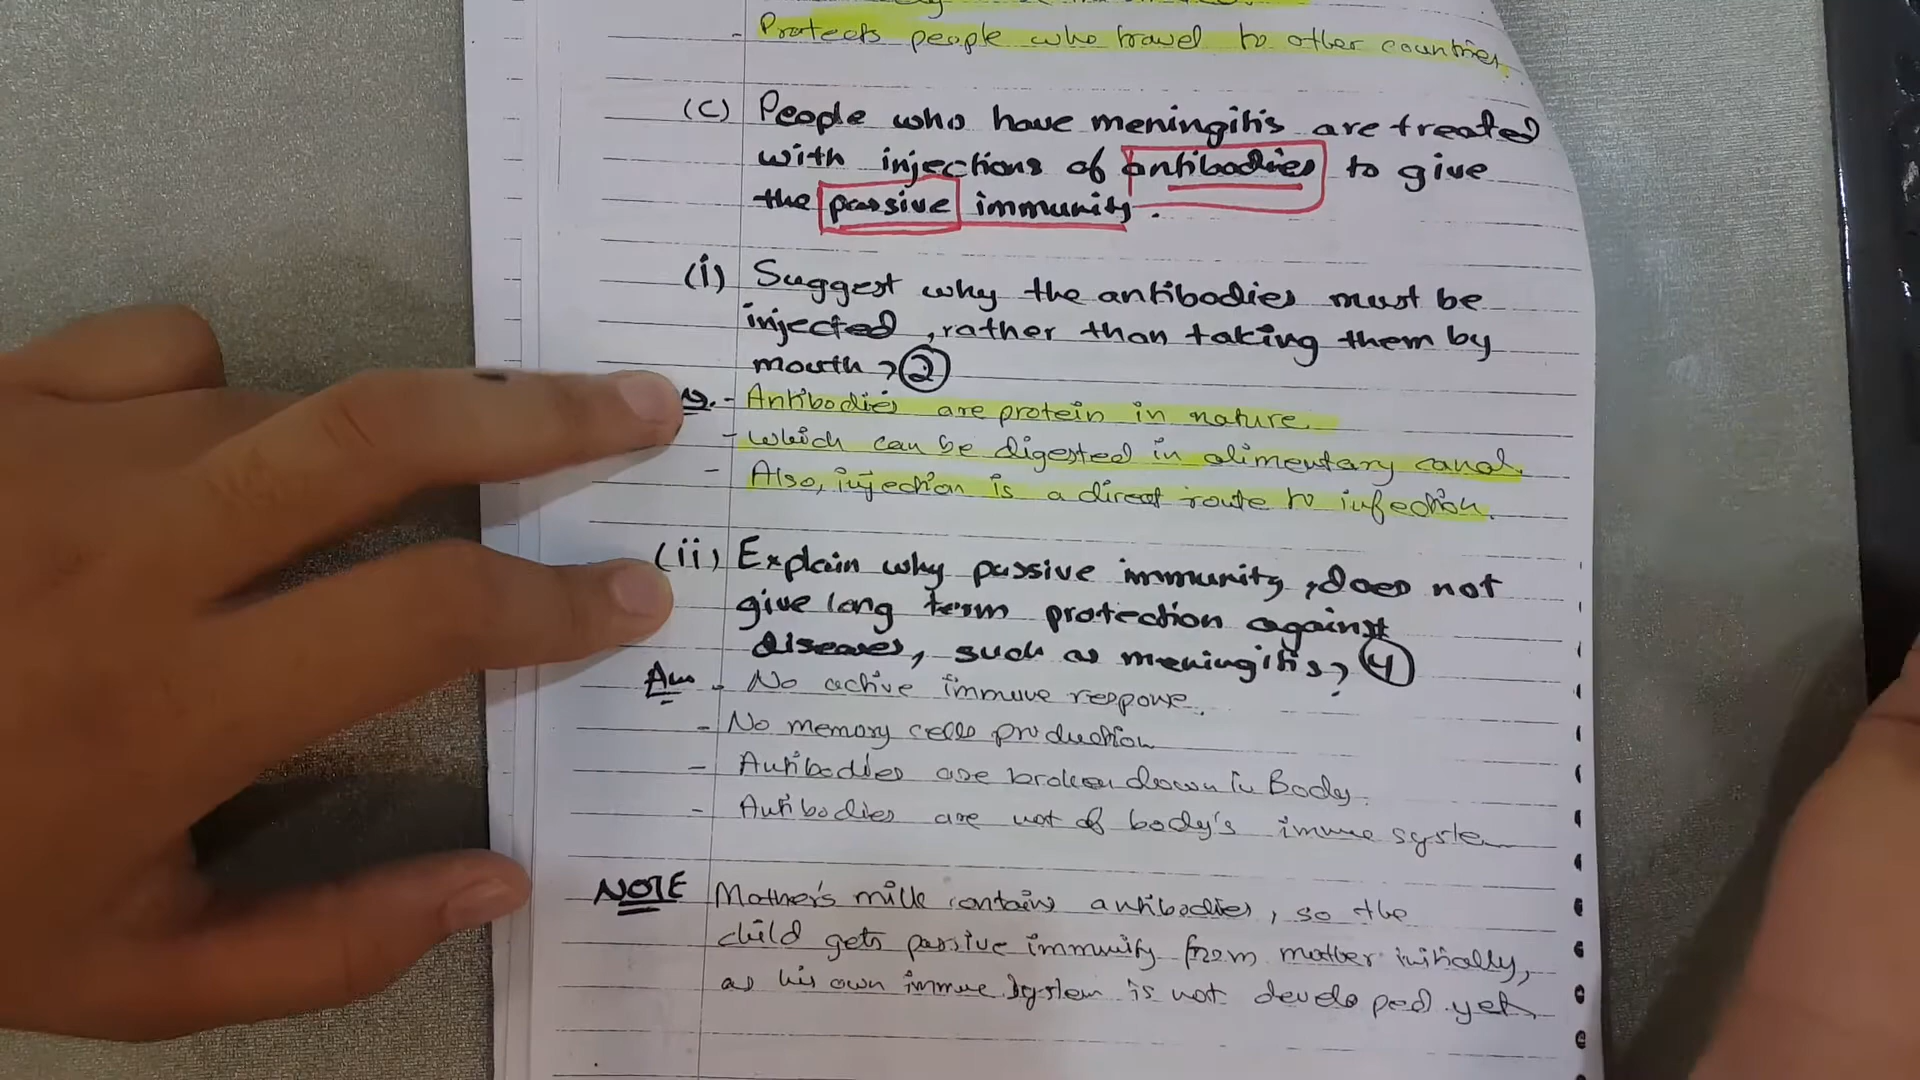 - Protects people who travel to other countries
(c) People who have meningitis are treated
with injections of antibodies to give
the passive immunity.
(i) Suggest why the antibodies must be
injected, rather than taking them by
mouth? 2
- Antibodies are protein in nature.
- Which can be digested in alimentary canal.
- Also, injection is a direct route to infection.
(ii) Explain why passive immunity, does not
give long term protection against
diseases, such as meningitis? 4
Ans - No active immune response.
- No memory cells production
- Antibodies are broken down in Body.
- Antibodies are not of body's immune system
NOTE Mother's milk contains antibodies, so the
child gets passive immunity from mother initially,
as his own immune system is not developed yet.